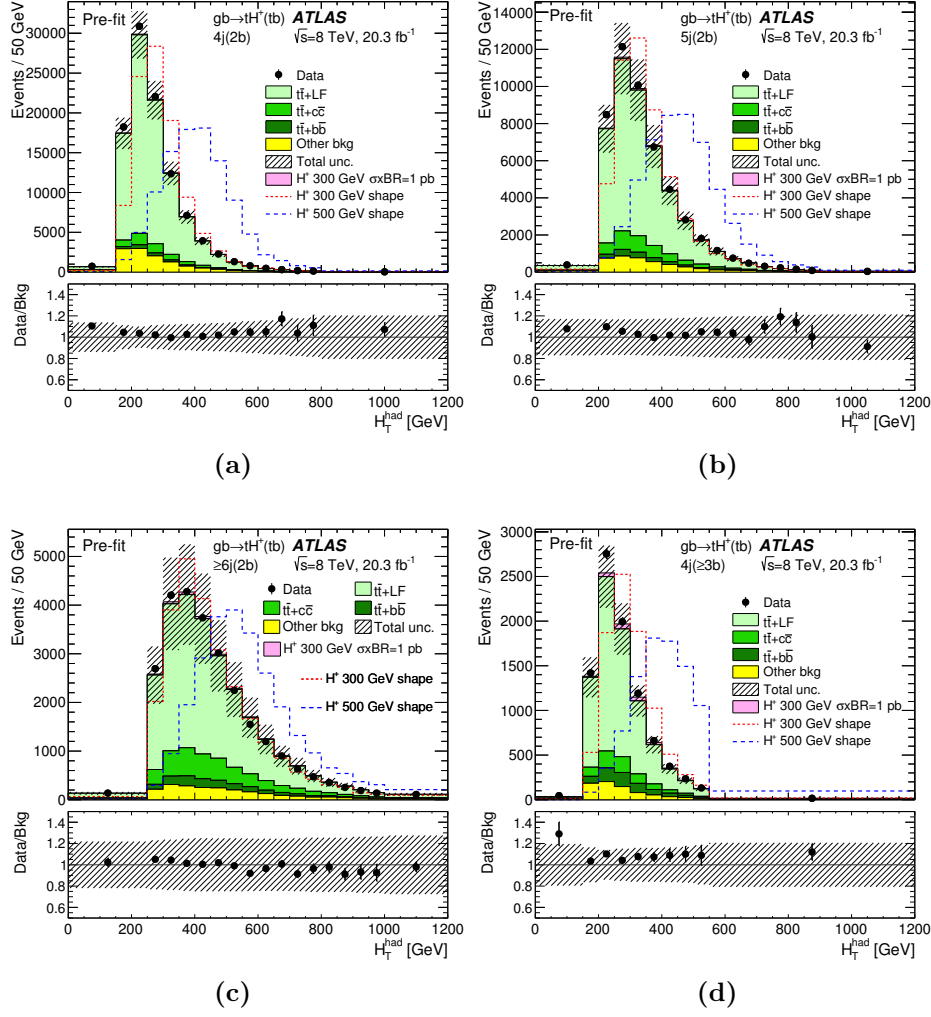 Pre-fit
gb→tH⁺(tb) ATLAS
4j(2b) √s=8 TeV, 20.3 fb⁻¹
Data
tt̄+LF
tt̄+cc̄
tt̄+bb̄
Other bkg
Total unc.
H⁺ 300 GeV σxBR=1 pb
H⁺ 300 GeV shape
H⁺ 500 GeV shape
Events / 50 GeV
30000
25000
20000
15000
10000
5000
0
Data/Bkg
1.4
1.2
1
0.8
0.6
0 200 400 600 800 1000 1200
H_T^had [GeV]
(a)
Pre-fit
gb→tH⁺(tb) ATLAS
5j(2b) √s=8 TeV, 20.3 fb⁻¹
Data
tt̄+LF
tt̄+cc̄
tt̄+bb̄
Other bkg
Total unc.
H⁺ 300 GeV σxBR=1 pb
H⁺ 300 GeV shape
H⁺ 500 GeV shape
Events / 50 GeV
14000
12000
10000
8000
6000
4000
2000
0
Data/Bkg
1.4
1.2
1
0.8
0.6
0 200 400 600 800 1000 1200
H_T^had [GeV]
(b)
Pre-fit
gb→tH⁺(tb) ATLAS
≥6j(2b) √s=8 TeV, 20.3 fb⁻¹
Data tt̄+LF
tt̄+cc̄ tt̄+bb̄
Other bkg Total unc.
H⁺ 300 GeV σxBR=1 pb
H⁺ 300 GeV shape
H⁺ 500 GeV shape
Events / 50 GeV
5000
4000
3000
2000
1000
0
Data/Bkg
1.4
1.2
1
0.8
0.6
0 200 400 600 800 1000 1200
H_T^had [GeV]
(c)
Pre-fit
gb→tH⁺(tb) ATLAS
4j(≥3b) √s=8 TeV, 20.3 fb⁻¹
Data
tt̄+LF
tt̄+cc̄
tt̄+bb̄
Other bkg
Total unc.
H⁺ 300 GeV σxBR=1 pb
H⁺ 300 GeV shape
H⁺ 500 GeV shape
Events / 50 GeV
3000
2500
2000
1500
1000
500
0
Data/Bkg
1.4
1.2
1
0.8
0.6
0 200 400 600 800 1000 1200
H_T^had [GeV]
(d)